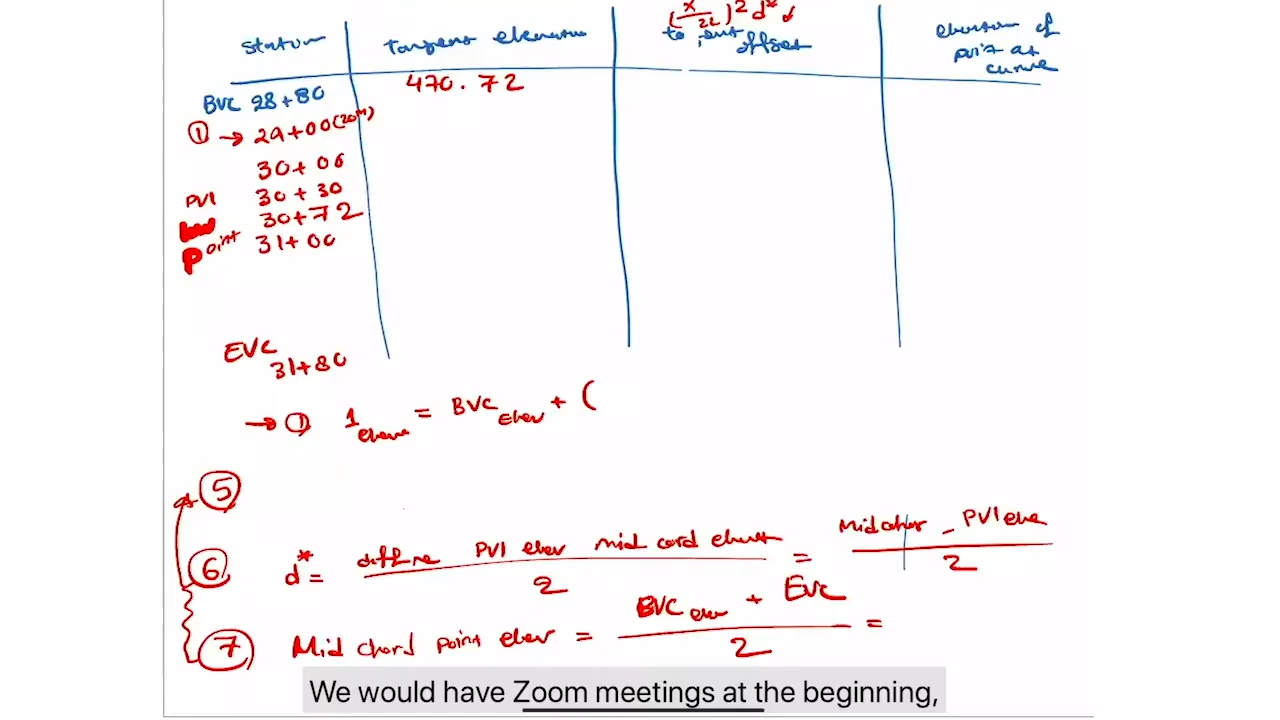 Station Tangent elevation (x/2L)² d* to point offset elevation of point at curve
BVC 28+80 470.72
① → 29+00 (20m)
30+00
PVI 30+30
30+72
Point 31+00
EVC
31+80
→ ① 1 elev = BVC Elev + (
⑤
⑥ d* = PVI elev mid cord / 2 = Mid chor - PVI elev / 2
⑦ Mid chord point elev = BVC elev + EVC / 2 =
We would have Zoom meetings at the beginning,